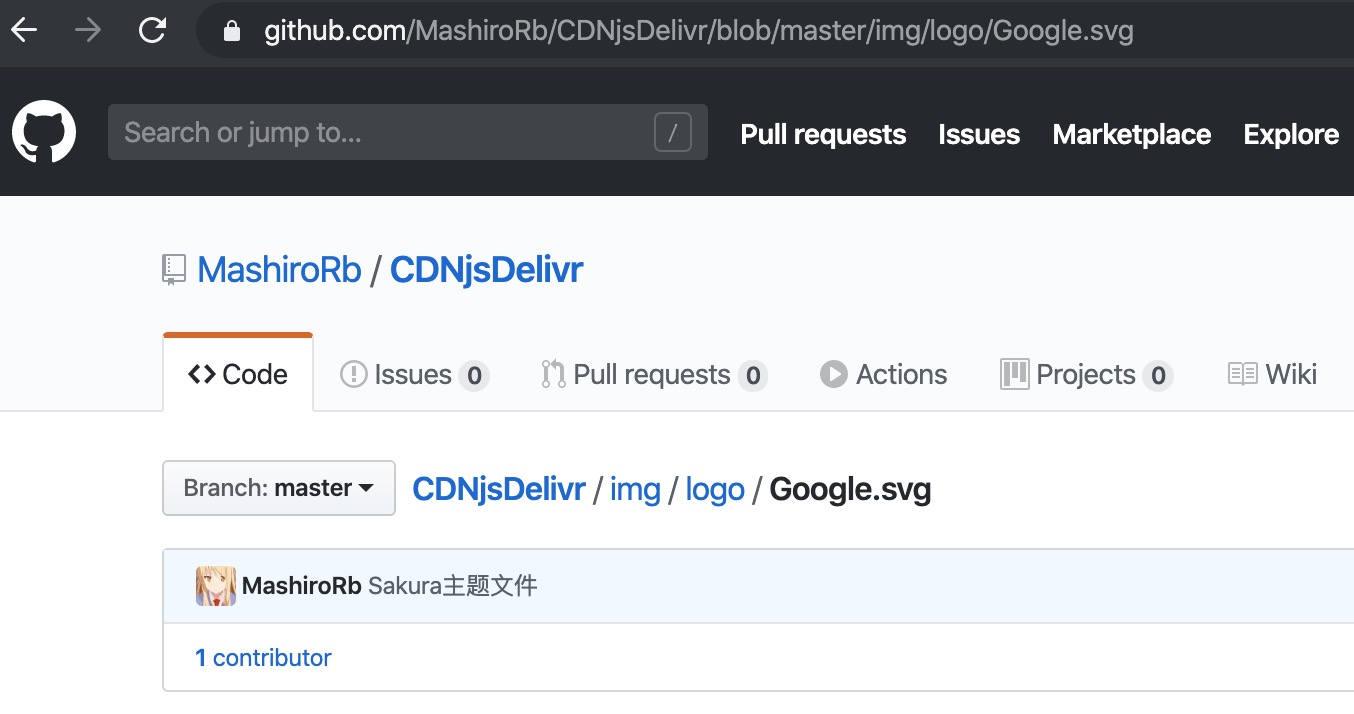 github.com/MashiroRb/CDNjsDelivr/blob/master/img/logo/Google.svg
Search or jump to... / Pull requests Issues Marketplace Explore
MashiroRb / CDNjsDelivr
Code Issues 0 Pull requests 0 Actions Projects 0 Wiki
Branch: master CDNjsDelivr / img / logo / Google.svg
MashiroRb Sakura主题文件
1 contributor